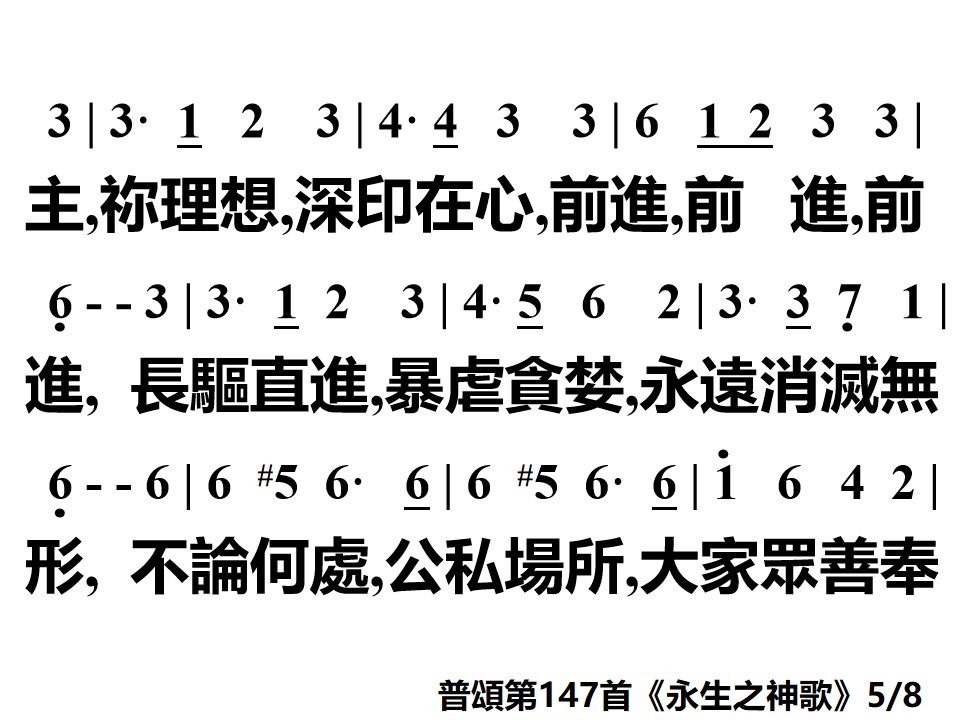 3 | 3· 1 2 3 | 4· 4 3 3 | 6 1 2 3 3 |
主,祢理想,深印在心,前進,前 進,前
6̣ - - 3 | 3· 1 2 3 | 4· 5 6 2 | 3· 3 7̣ 1 |
進, 長驅直進,暴虐貪婪,永遠消滅無
6̣ - - 6 | 6 #5 6· 6 | 6 #5 6· 6 | 1̇ 6 4 2 |
形, 不論何處,公私場所,大家眾善奉
普頌第147首《永生之神歌》5/8